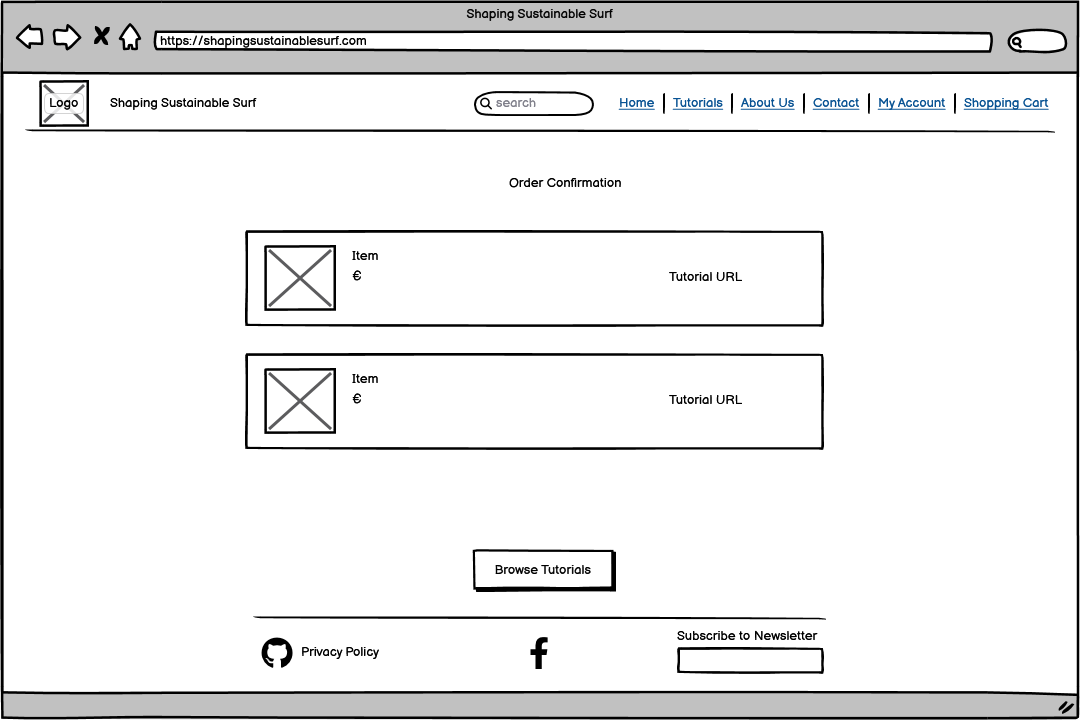 Shaping Sustainable Surf
https://shapingsustainablesurf.com
Logo
Shaping Sustainable Surf
search
Home
Tutorials
About Us
Contact
My Account
Shopping Cart
Order Confirmation
Item
€
Tutorial URL
Item
€
Tutorial URL
Browse Tutorials
Privacy Policy
Subscribe to Newsletter